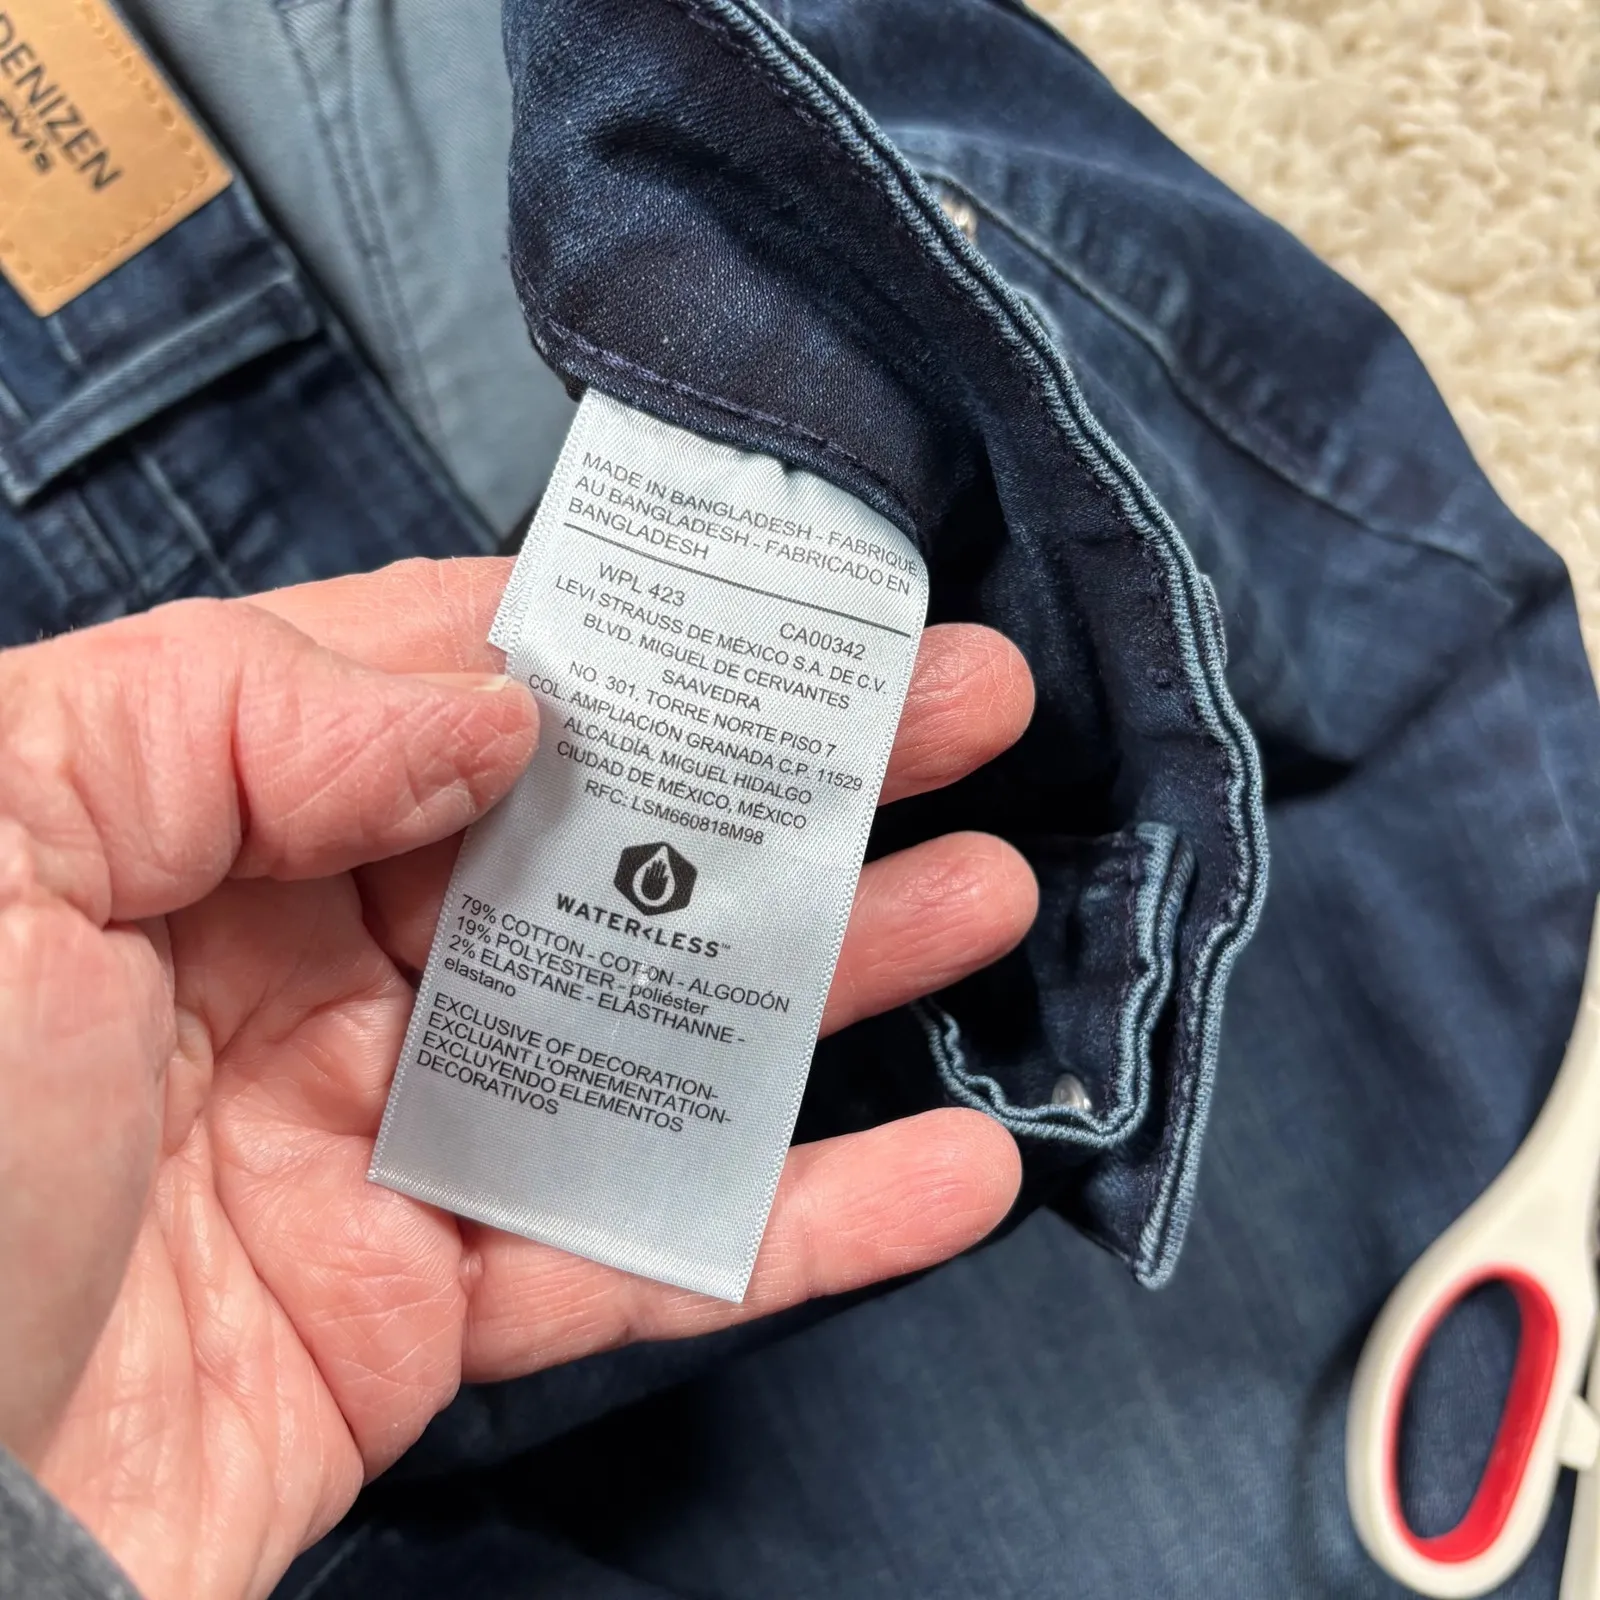 DENIZEN
Levi's
MADE IN BANGLADESH - FABRIQUE
AU BANGLADESH - FABRICADO EN
BANGLADESH
WPL 423 CA00342
LEVI STRAUSS DE MÉXICO S.A. DE C.V.
BLVD. MIGUEL DE CERVANTES
SAAVEDRA
NO. 301, TORRE NORTE PISO 7
COL. AMPLIACIÓN GRANADA C.P. 11529
ALCALDÍA, MIGUEL HIDALGO
CIUDAD DE MÉXICO, MÉXICO
RFC: LSM660818M98
WATER<LESS™
79% COTTON - COTON - ALGODÓN
19% POLYESTER - poliéster
2% ELASTANE - ELASTHANNE -
elastano
EXCLUSIVE OF DECORATION-
EXCLUANT L'ORNEMENTATION-
EXCLUYENDO ELEMENTOS
DECORATIVOS